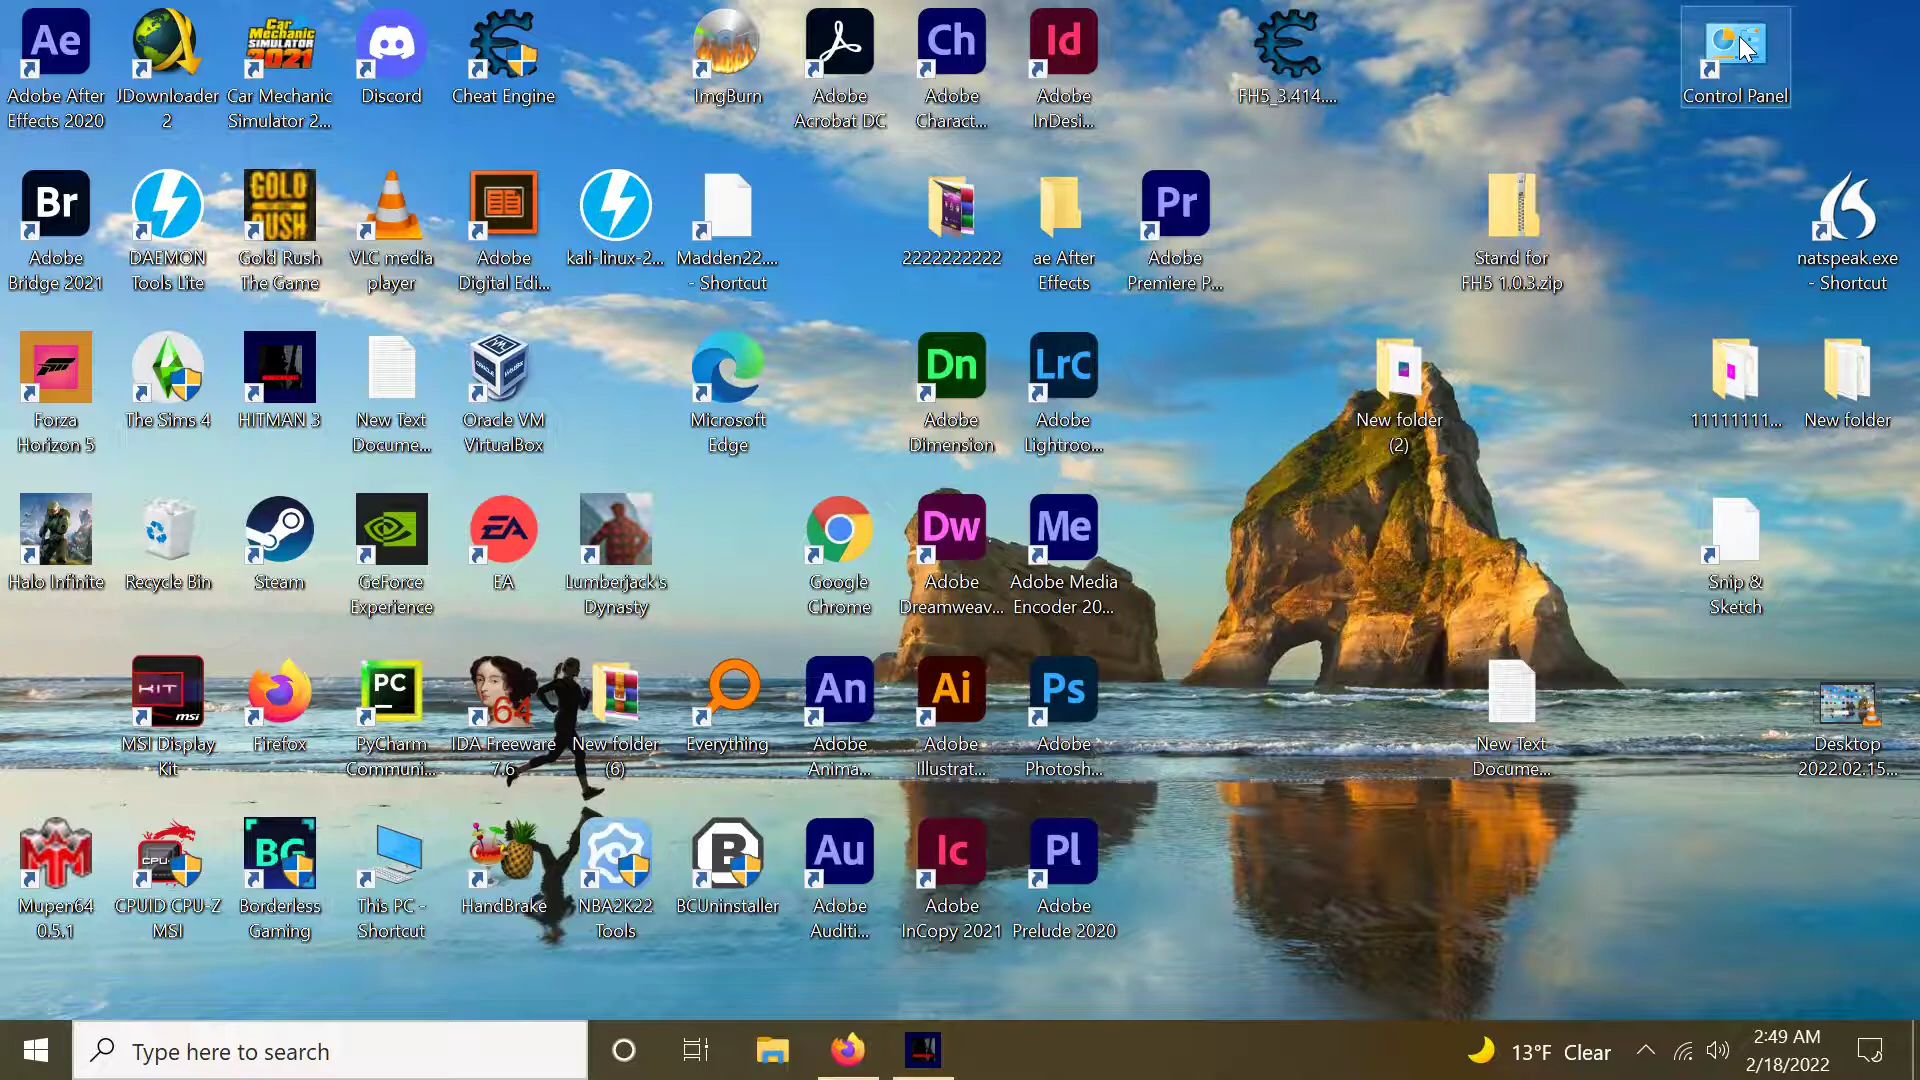 Ae
Car Mechanic SIMULATOR 2021
Ch
Id
Adobe After
Effects 2020
JDownloader
2
Car Mechanic
Simulator 2...
Discord
Cheat Engine
ImgBurn
Adobe
Acrobat DC
Adobe
Charact...
Adobe
InDesi...
FH5_3.414....
Control Panel
Br
GOLD
RUSH
Pr
Adobe
Bridge 2021
DAEMON
Tools Lite
Gold Rush
The Game
VLC media
player
Adobe
Digital Edi...
kali-linux-2...
Madden22....
- Shortcut
2222222222
ae After
Effects
Adobe
Premiere P...
Stand for
FH5 1.0.3.zip
natspeak.exe
- Shortcut
Dn
LrC
Forza
Horizon 5
The Sims 4
HITMAN 3
New Text
Docume...
Oracle VM
VirtualBox
Microsoft
Edge
Adobe
Dimension
Adobe
Lightroo...
New folder
(2)
11111111...
New folder
EA
Dw
Me
Halo Infinite
Recycle Bin
Steam
GeForce
Experience
EA
Lumberjack's
Dynasty
Google
Chrome
Adobe
Dreamweav...
Adobe Media
Encoder 20...
Snip &
Sketch
KIT
msi
PC
64
An
Ai
Ps
MSI Display
Kit
Firefox
PyCharm
Communi...
IDA Freeware
7.6
New folder
(6)
Everything
Adobe
Anima...
Adobe
Illustrat...
Adobe
Photosh...
New Text
Docume...
Desktop
2022.02.15...
CPU
BG
B
Au
Ic
Pl
Mupen64
0.5.1
CPUID CPU-Z
MSI
Borderless
Gaming
This PC -
Shortcut
HandBrake
NBA2K22
Tools
BCUninstaller
Adobe
Auditi...
Adobe
InCopy 2021
Adobe
Prelude 2020
Type here to search
13°F Clear
2:49 AM
2/18/2022